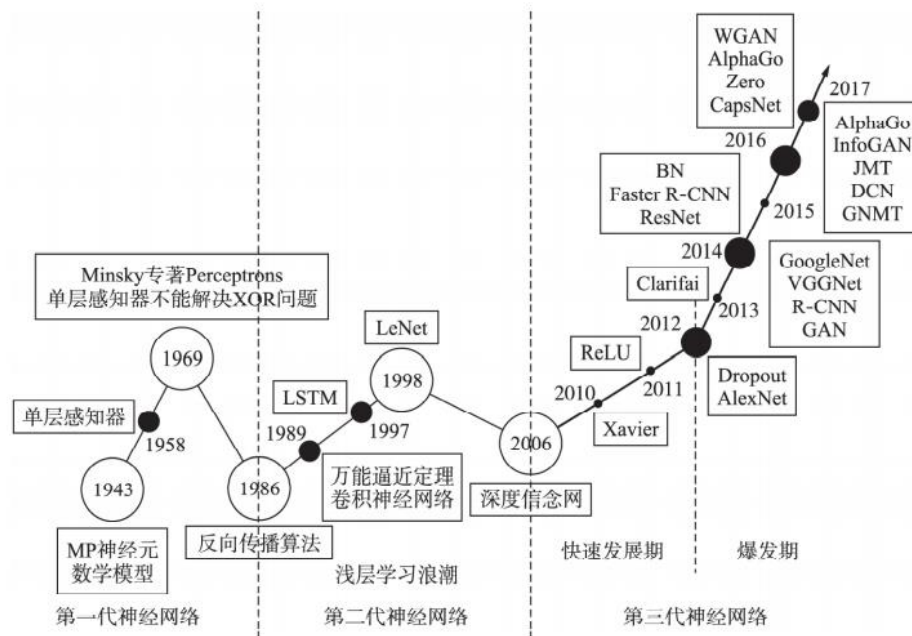 WGAN
AlphaGo
Zero
CapsNet
2017
2016
AlphaGo
InfoGAN
JMT
DCN
GNMT
BN
Faster R-CNN
ResNet
2015
2014
GoogleNet
VGGNet
R-CNN
GAN
Minsky专著Perceptrons
单层感知器不能解决XOR问题
Clarifai
2013
2012
LeNet
1969
ReLU
1998
2011
Dropout
AlexNet
LSTM
2010
Xavier
单层感知器
1958
1989
1997
2006
1943
1986
万能逼近定理
卷积神经网络
深度信念网
MP神经元
数学模型
反向传播算法
快速发展期
爆发期
浅层学习浪潮
第一代神经网络
第二代神经网络
第三代神经网络